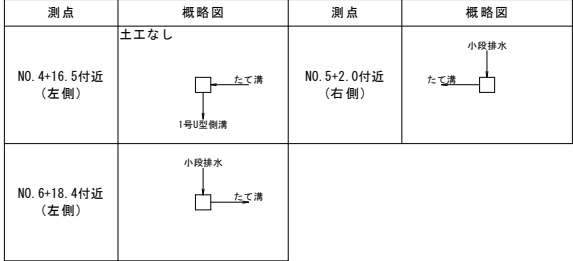 測点
概略図
測点
概略図
NO.4+16.5付近
(左側)
土工なし
たて溝
1号U型側溝
NO.5+2.0付近
(右側)
小段排水
たて溝
NO.6+18.4付近
(左側)
小段排水
たて溝